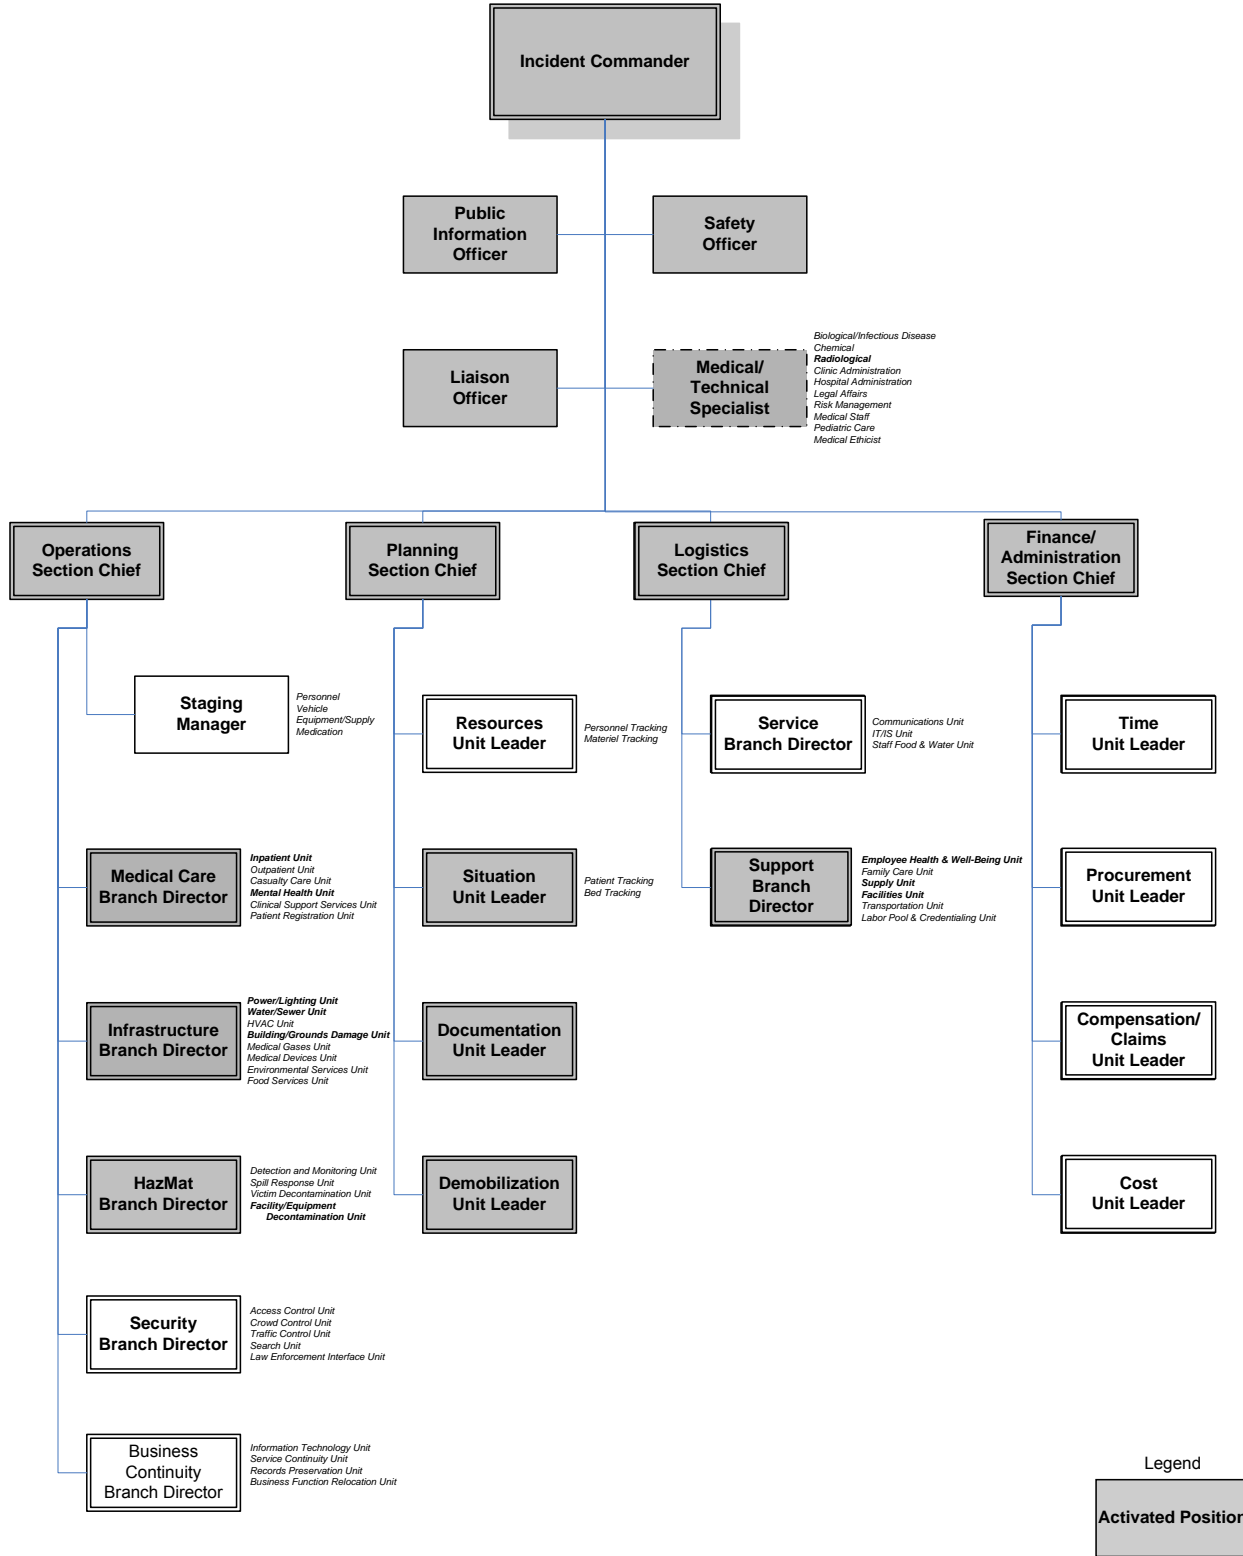 Incident Commander
Public
Information
Officer
Safety
Officer
Liaison
Officer
Medical/
Technical
Specialist
Biological/Infectious Disease
Chemical
Radiological
Clinic Administration
Hospital Administration
Legal Affairs
Risk Management
Medical Staff
Pediatric Care
Medical Ethicist
Operations
Section Chief
Planning
Section Chief
Logistics
Section Chief
Finance/
Administration
Section Chief
Staging
Manager
Personnel
Vehicle
Equipment/Supply
Medication
Resources
Unit Leader
Personnel Tracking
Materiel Tracking
Service
Branch Director
Communications Unit
IT/IS Unit
Staff Food & Water Unit
Time
Unit Leader
Medical Care
Branch Director
Inpatient Unit
Outpatient Unit
Casualty Care Unit
Mental Health Unit
Clinical Support Services Unit
Patient Registration Unit
Situation
Unit Leader
Patient Tracking
Bed Tracking
Support
Branch
Director
Employee Health & Well-Being Unit
Family Care Unit
Supply Unit
Facilities Unit
Transportation Unit
Labor Pool & Credentialing Unit
Procurement
Unit Leader
Infrastructure
Branch Director
Power/Lighting Unit
Water/Sewer Unit
HVAC Unit
Building/Grounds Damage Unit
Medical Gases Unit
Medical Devices Unit
Environmental Services Unit
Food Services Unit
Documentation
Unit Leader
Compensation/
Claims
Unit Leader
HazMat
Branch Director
Detection and Monitoring Unit
Spill Response Unit
Victim Decontamination Unit
Facility/Equipment
Decontamination Unit
Demobilization
Unit Leader
Cost
Unit Leader
Security
Branch Director
Access Control Unit
Crowd Control Unit
Traffic Control Unit
Search Unit
Law Enforcement Interface Unit
Business
Continuity
Branch Director
Information Technology Unit
Service Continuity Unit
Records Preservation Unit
Business Function Relocation Unit
Legend
Activated Position